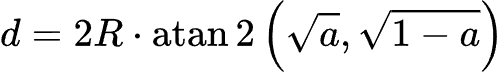 d = 2R · atan 2 (√a, √1 − a)